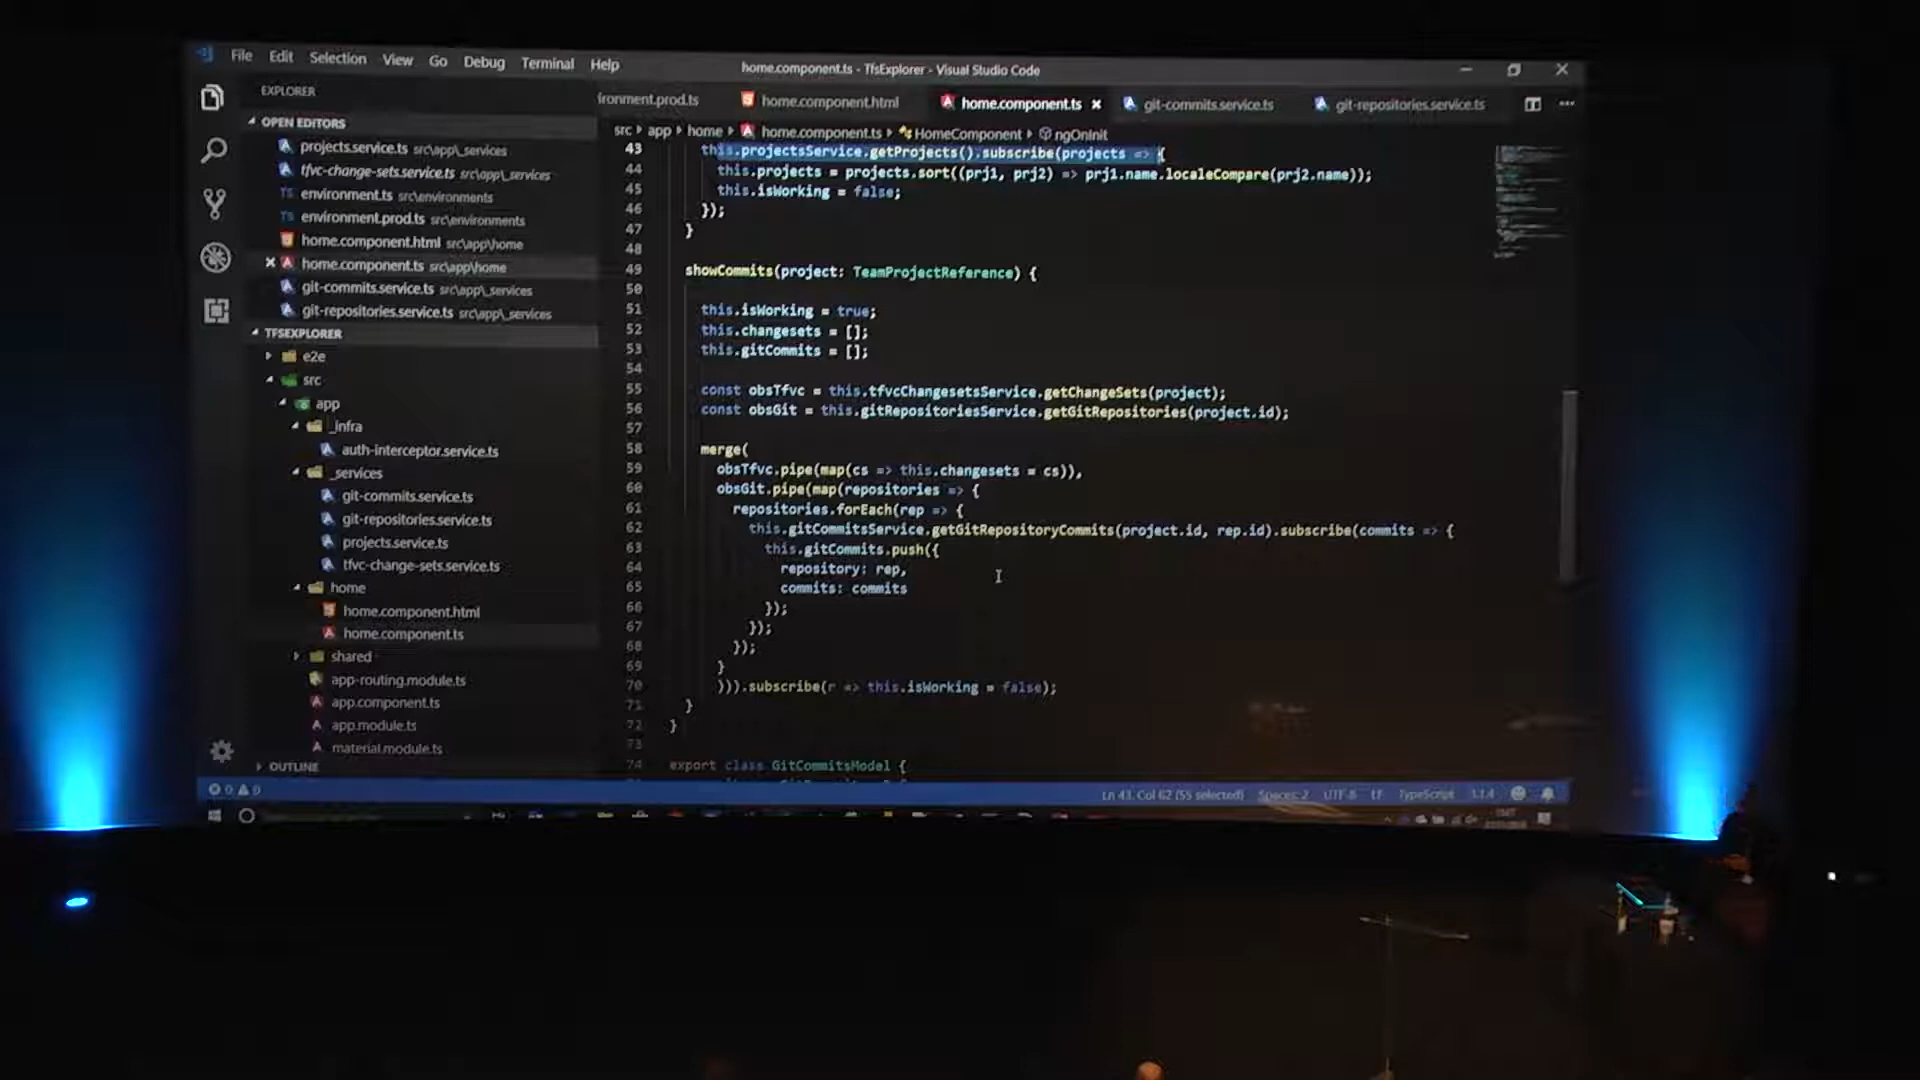 File Edit Selection View Go Debug Terminal Help
home.component.ts - TfsExplorer - Visual Studio Code
EXPLORER
OPEN EDITORS
projects.service.ts src\app\_services
tfvc-change-sets.service.ts src\app\_services
environment.ts src\environments
environment.prod.ts src\environments
home.component.html src\app\home
home.component.ts src\app\home
git-commits.service.ts src\app\_services
git-repositories.service.ts src\app\_services
TFSEXPLORER
e2e
src
app
_infra
auth-interceptor.service.ts
_services
git-commits.service.ts
git-repositories.service.ts
projects.service.ts
tfvc-change-sets.service.ts
home
home.component.html
home.component.ts
shared
app-routing.module.ts
app.component.ts
app.module.ts
material.module.ts
OUTLINE
ironment.prod.ts home.component.html home.component.ts git-commits.service.ts git-repositories.service.ts
src app home home.component.ts HomeComponent ngOnInit
43 this.projectsService.getProjects().subscribe(projects => {
44 this.projects = projects.sort((prj1, prj2) => prj1.name.localeCompare(prj2.name));
45 this.isWorking = false;
46 });
47 }
48
49 showCommits(project: TeamProjectReference) {
50
51 this.isWorking = true;
52 this.changesets = [];
53 this.gitCommits = [];
54
55 const obsTfvc = this.tfvcChangesetsService.getChangeSets(project);
56 const obsGit = this.gitRepositoriesService.getGitRepositories(project.id);
57
58 merge(
59 obsTfvc.pipe(map(cs => this.changesets = cs)),
60 obsGit.pipe(map(repositories => {
61 repositories.forEach(rep => {
62 this.gitCommitsService.getGitRepositoryCommits(project.id, rep.id).subscribe(commits => {
63 this.gitCommits.push({
64 repository: rep,
65 commits: commits
66 });
67 });
68 });
69 }
70 ))).subscribe(r => this.isWorking = false);
71 }
72 }
73
74 export class GitCommitsModel {
0 0 Ln 43, Col 62 (55 selected) Spaces: 2 UTF-8 LF TypeScript 3.1.4